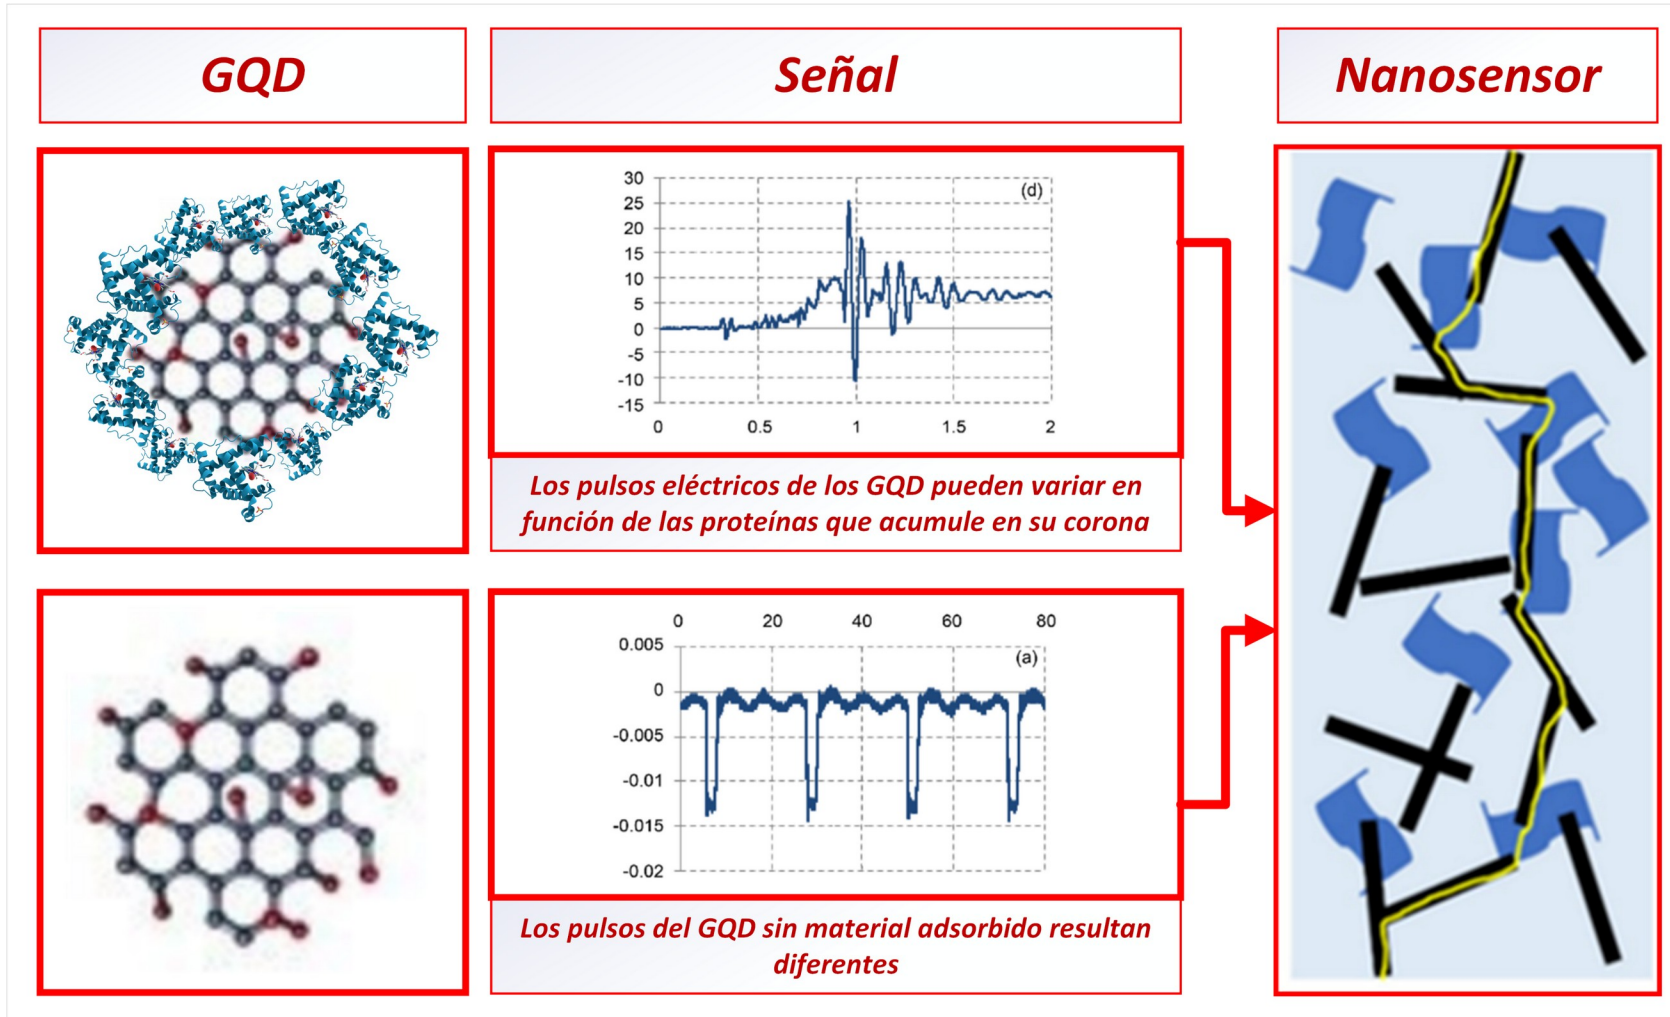 GQD
Señal
Nanosensor
30
(d)
25
20
15
10
5
0
-5
-10
-15
0 0.5 1 1.5 2
Los pulsos eléctricos de los GQD pueden variar en
función de las proteínas que acumule en su corona
0 20 40 60 80
0.005
(a)
0
-0.005
-0.01
-0.015
-0.02
Los pulsos del GQD sin material adsorbido resultan
diferentes